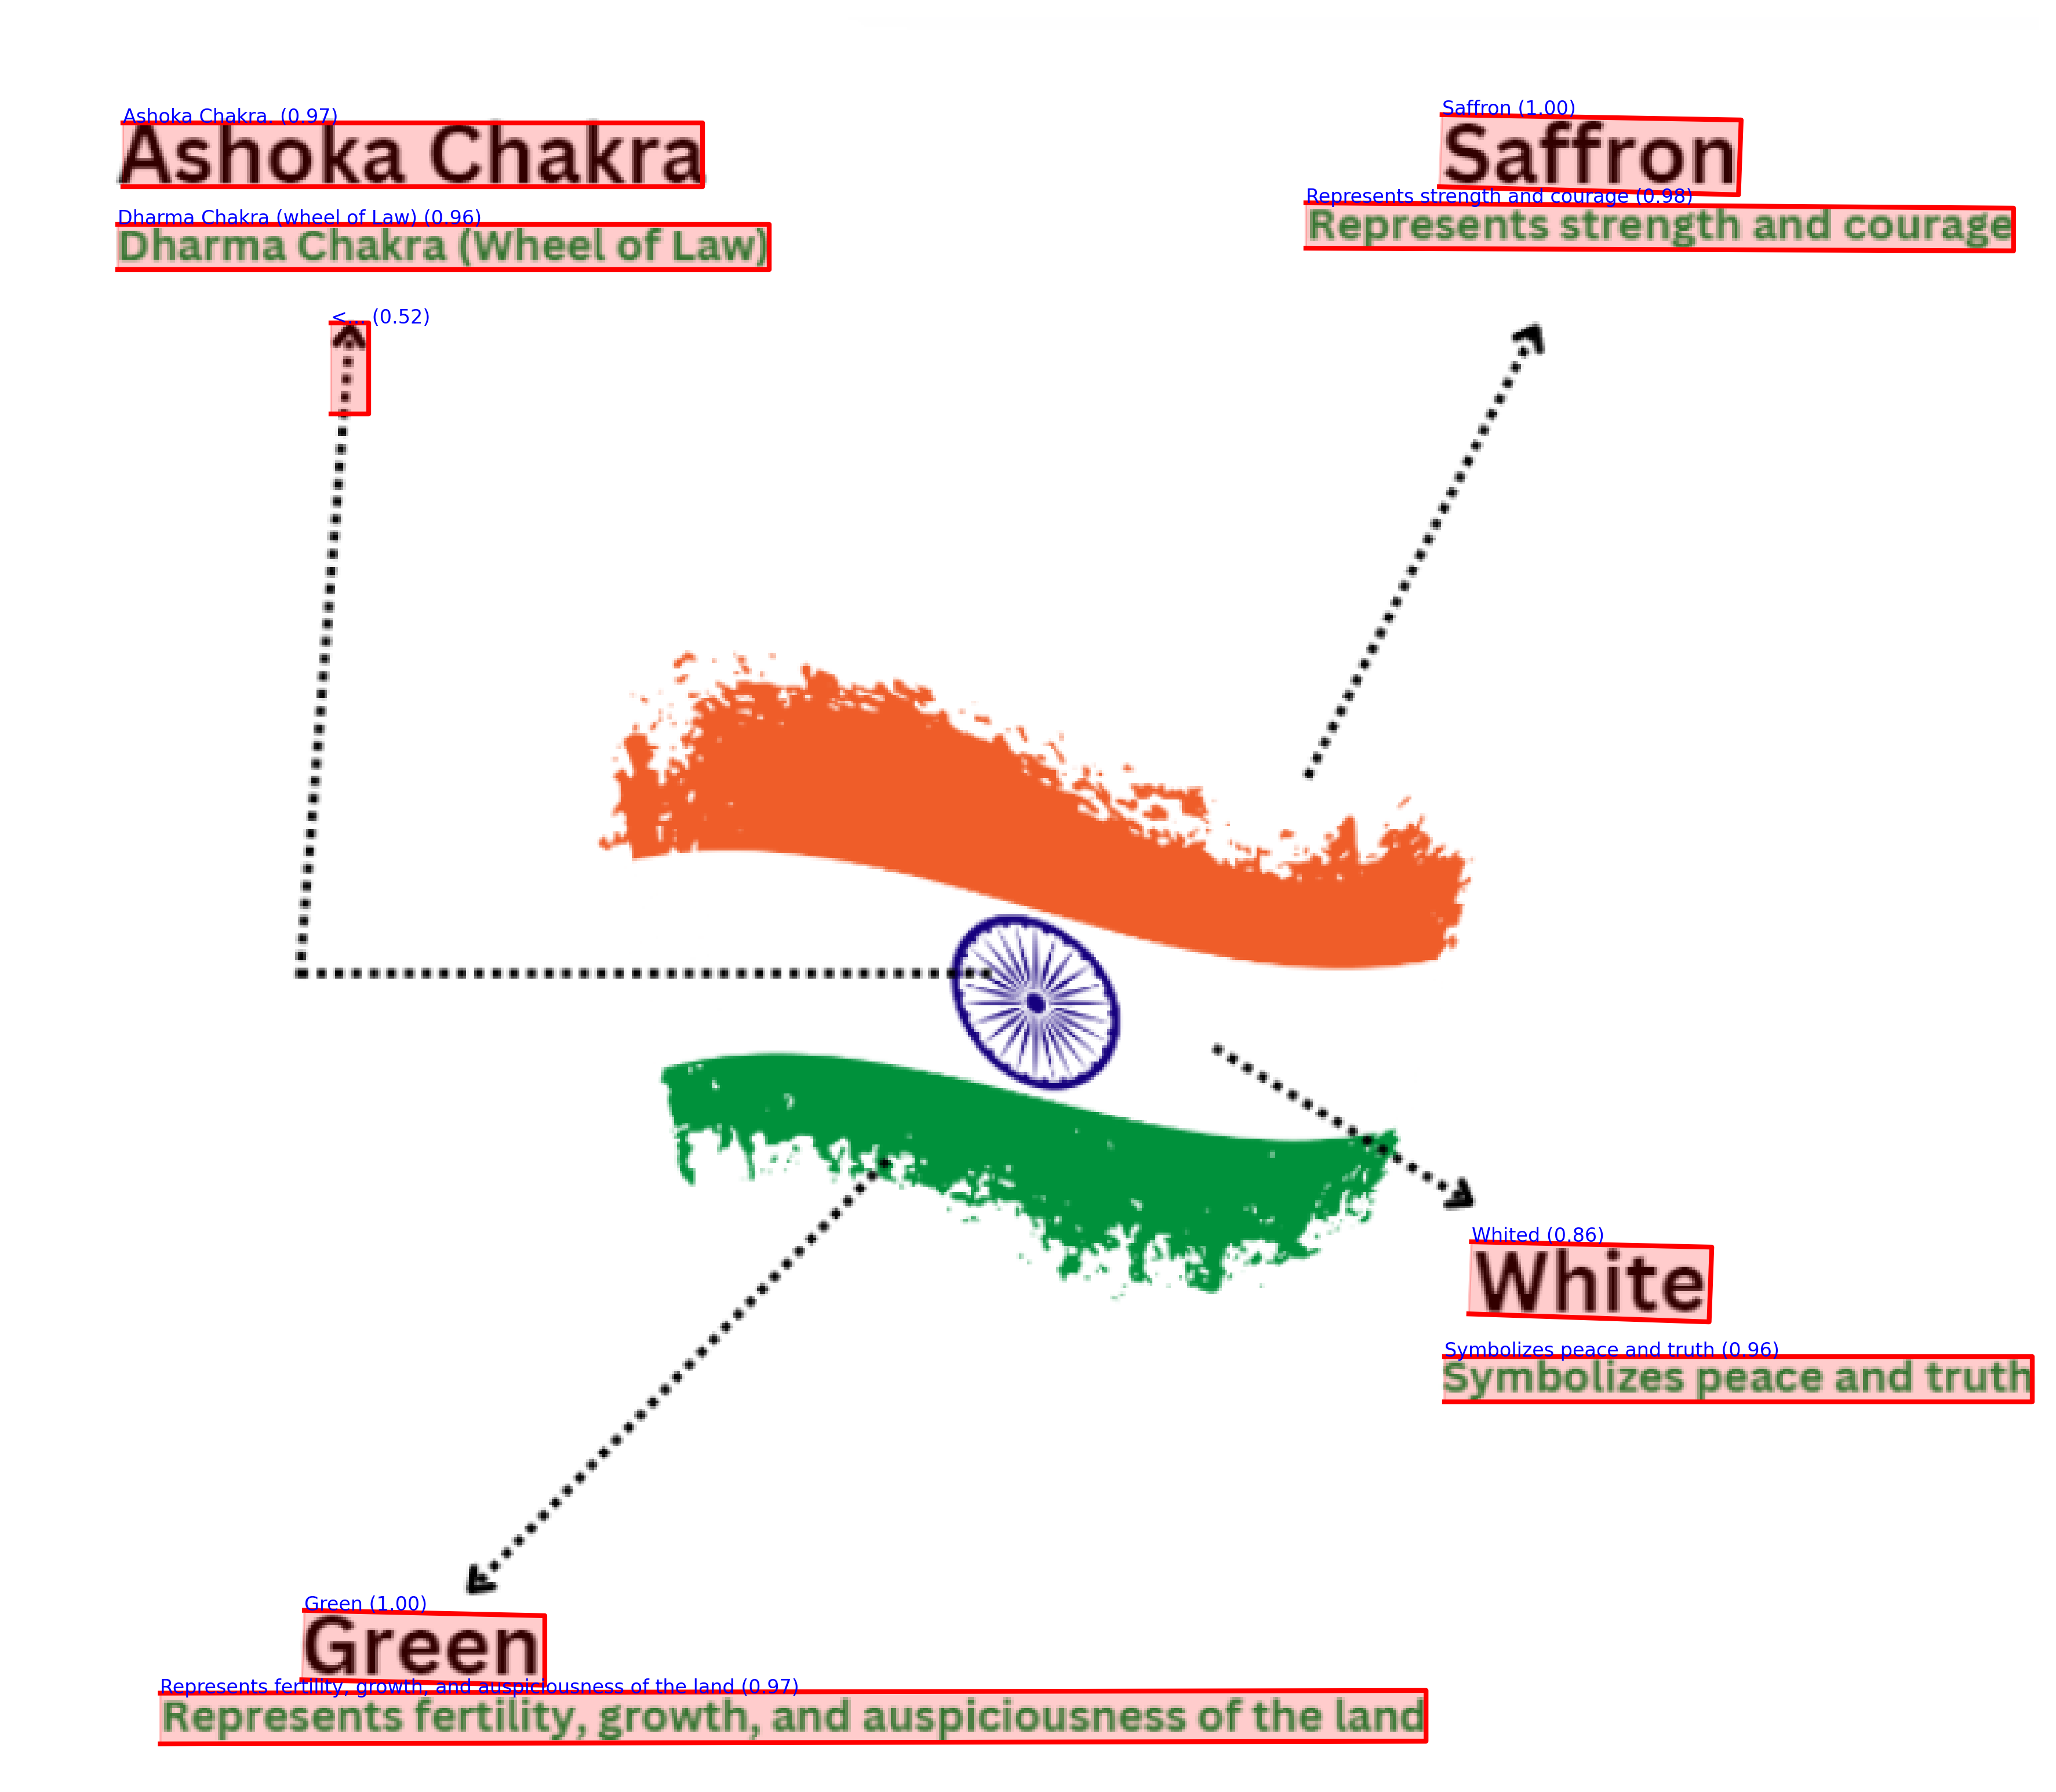 Ashoka Chakra. (0.97)
Ashoka Chakra
Dharma Chakra (wheel of Law) (0.96)
Dharma Chakra (Wheel of Law)
<... (0.52)
Saffron (1.00)
Saffron
Represents strength and courage (0.98)
Represents strength and courage
Whited (0.86)
White
Symbolizes peace and truth (0.96)
Symbolizes peace and truth
Green (1.00)
Green
Represents fertility, growth, and auspiciousness of the land (0.97)
Represents fertility, growth, and auspiciousness of the land